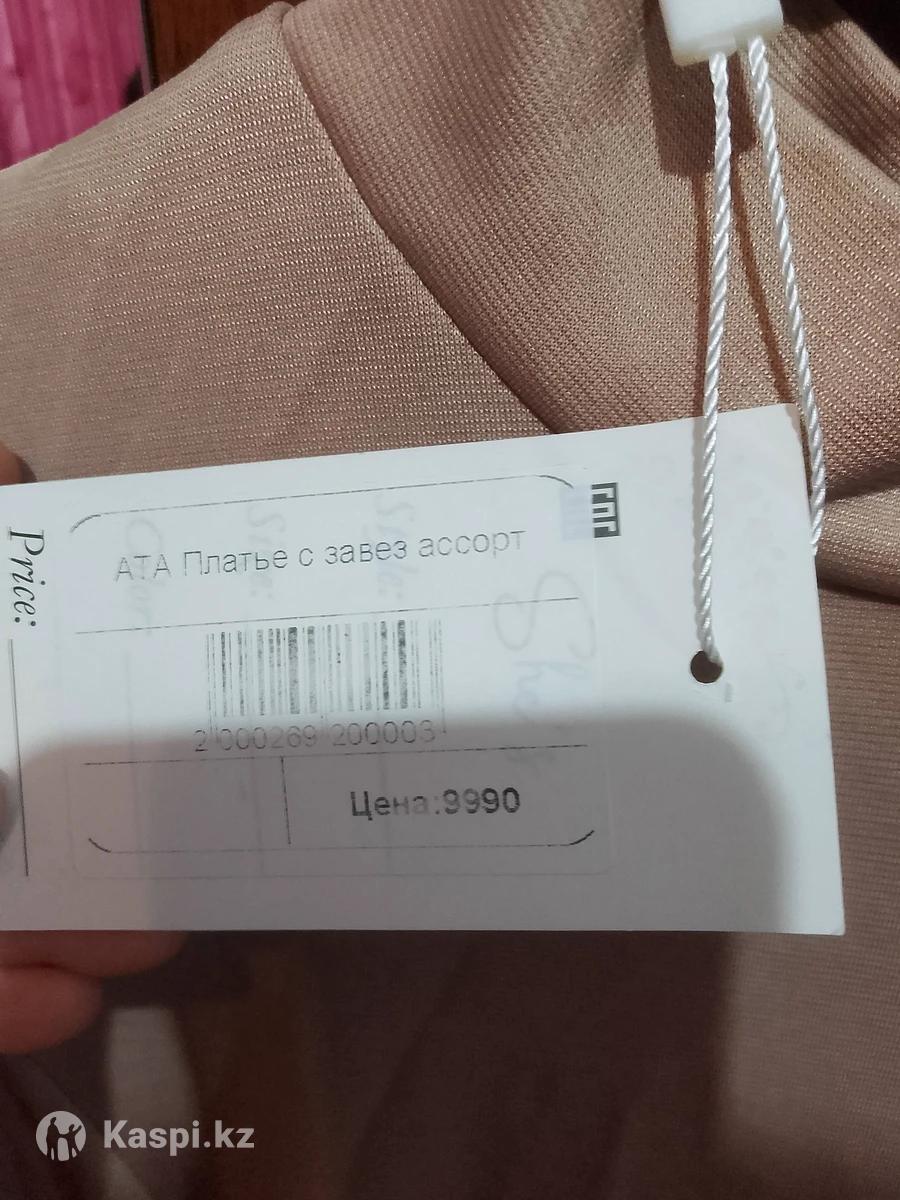 Price:
АТА Платье с завез ассорт
2 000269 200003
Цена:9990
Kaspi.kz